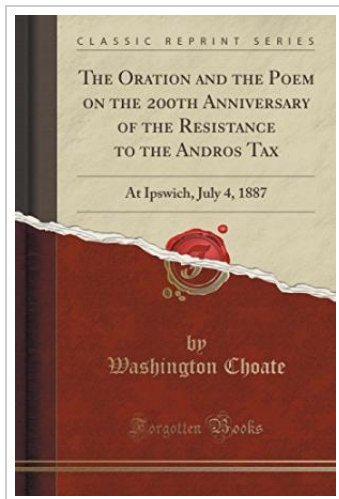 CLASSIC REPRINT SERIES
THE ORATION AND THE POEM
ON THE 200TH ANNIVERSARY
OF THE RESISTANCE
TO THE ANDROS TAX
At Ipswich, July 4, 1887
F
by
Washington Choate
Forgotten Books